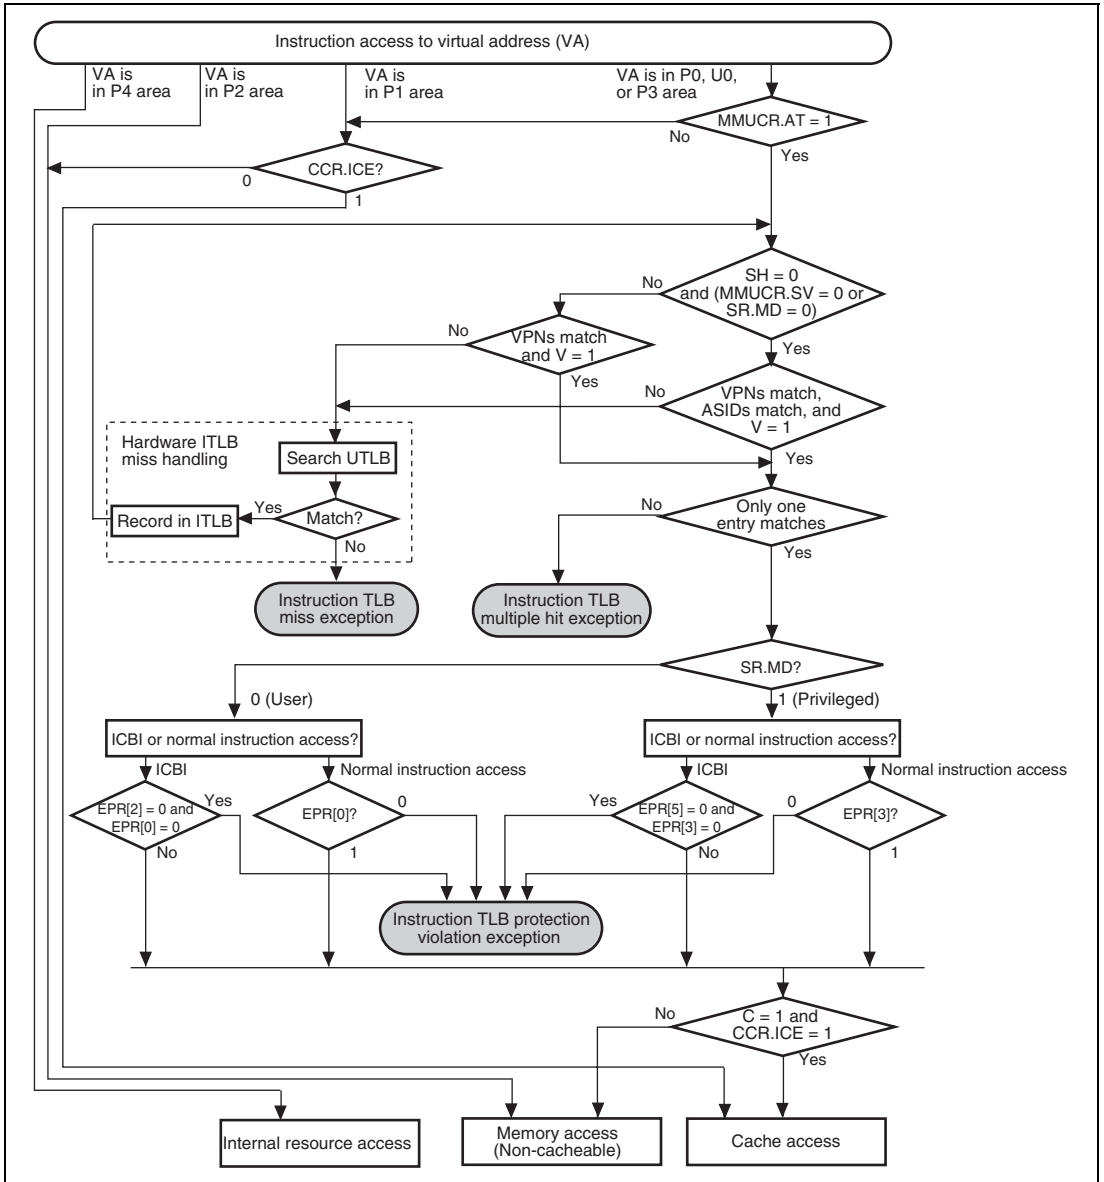 Instruction access to virtual address (VA)
VA is
in P4 area
VA is
in P2 area
VA is
in P1 area
VA is in P0, U0,
or P3 area
MMUCR.AT = 1
No
Yes
CCR.ICE?
0
1
SH = 0
and (MMUCR.SV = 0 or
SR.MD = 0)
No
Yes
VPNs match
and V = 1
No
Yes
VPNs match,
ASIDs match, and
V = 1
No
Yes
Hardware ITLB
miss handling
Search UTLB
Match?
Yes
Record in ITLB
No
Only one
entry matches
No
Yes
Instruction TLB
miss exception
Instruction TLB
multiple hit exception
SR.MD?
0 (User)
1 (Privileged)
ICBI or normal instruction access?
ICBI or normal instruction access?
ICBI
Normal instruction access
ICBI
Normal instruction access
EPR[2] = 0 and
EPR[0] = 0
Yes
No
EPR[0]?
0
1
EPR[5] = 0 and
EPR[3] = 0
Yes
No
EPR[3]?
0
1
Instruction TLB protection
violation exception
C = 1 and
CCR.ICE = 1
No
Yes
Internal resource access
Memory access
(Non-cacheable)
Cache access